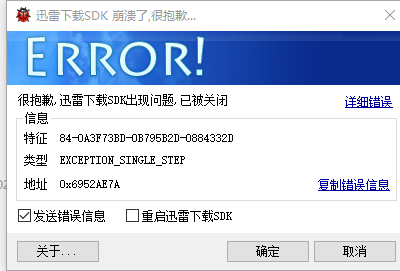 迅雷下载SDK 崩溃了,很抱歉...
ERROR!
很抱歉, 迅雷下载SDK出现问题, 已被关闭
详细错误
信息
特征 84-0A3F73BD-0B795B2D-0884332D
类型 EXCEPTION_SINGLE_STEP
地址 0x6952AE7A
复制错误信息
发送错误信息 重启迅雷下载SDK
关于... 确定 取消